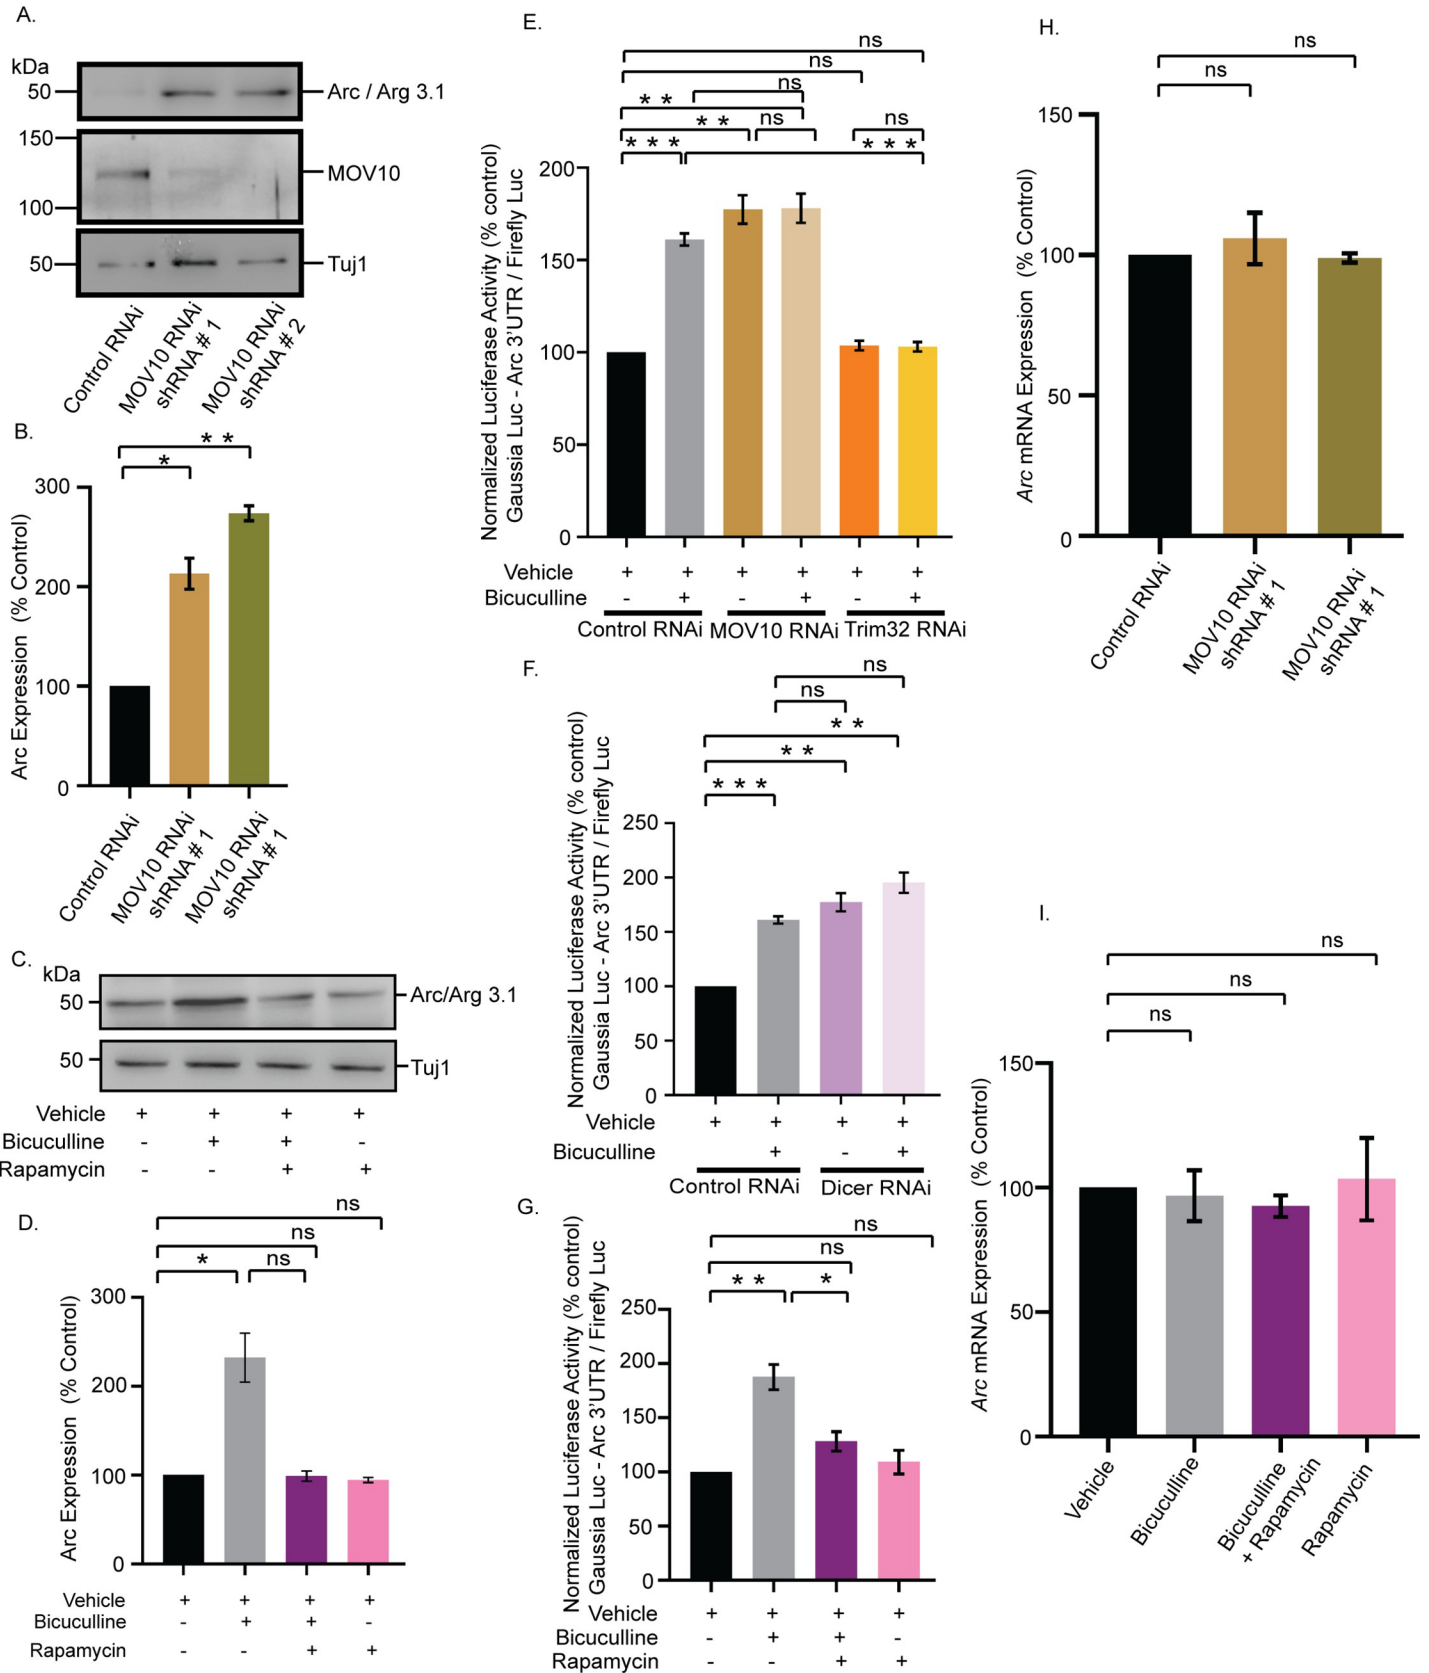 A.
kDa
50
Arc / Arg 3.1
150
MOV10
100
50
Tuj1
Control RNAi
MOV10 RNAi
shRNA# 1
MOV10 RNAi
shRNA# 2
B.
* *
*
300
200
100
0
Arc Expression (% Control)
Control RNAi
MOV10 RNAi
shRNA# 1
MOV10 RNAi
shRNA# 1
C.
kDa
50
Arc/Arg 3.1
50
Tuj1
Vehicle + + + +
Bicuculline - + + -
Rapamycin - - + +
D.
ns
ns
* ns
300
200
100
0
Arc Expression (% Control)
Vehicle + + + +
Bicuculline - + + -
Rapamycin - - + +
E.
ns
ns
ns
* *
* * ns ns
* * * * * *
200
150
100
50
0
Normalized Luciferase Activity (% control)
Gaussia Luc - Arc 3'UTR / Firefly Luc
Vehicle + + + + + +
Bicuculline - + - + - +
Control RNAi MOV10 RNAi Trim32 RNAi
F.
ns
ns
* *
* *
* * *
250
200
150
100
50
0
Normalized Luciferase Activity (% control)
Gaussia Luc - Arc 3'UTR / Firefly Luc
Vehicle + + + +
Bicuculline + - +
Control RNAi Dicer RNAi
G.
ns
ns
* * *
250
200
150
100
50
0
Normalized Luciferase Activity (% control)
Gaussia Luc - Arc 3'UTR / Firefly Luc
Vehicle + + + +
Bicuculline - + + -
Rapamycin - - + +
H.
ns
ns
150
100
50
0
Arc mRNA Expression (% Control)
Control RNAi
MOV10 RNAi
shRNA# 1
MOV10 RNAi
shRNA# 1
I.
ns
ns
ns
150
100
50
0
Arc mRNA Expression (% Control)
Vehicle
Bicuculline
Bicuculline
+ Rapamycin
Rapamycin